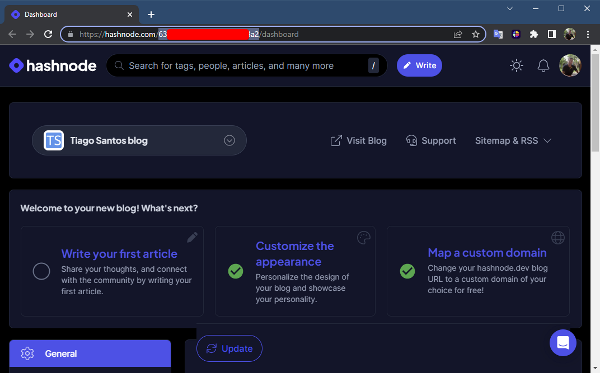 Dashboard
https://hashnode.com/63 la2/dashboard
hashnode
Search for tags, people, articles, and many more
/
Write
TS
Tiago Santos blog
Visit Blog
Support
Sitemap & RSS
Welcome to your new blog! What's next?
Write your first article
Share your thoughts, and connect
with the community by writing your
first article.
Customize the
appearance
Personalize the design of
your blog and showcase
your personality.
Map a custom domain
Change your hashnode.dev blog
URL to a custom domain of your
choice for free!
General
Update